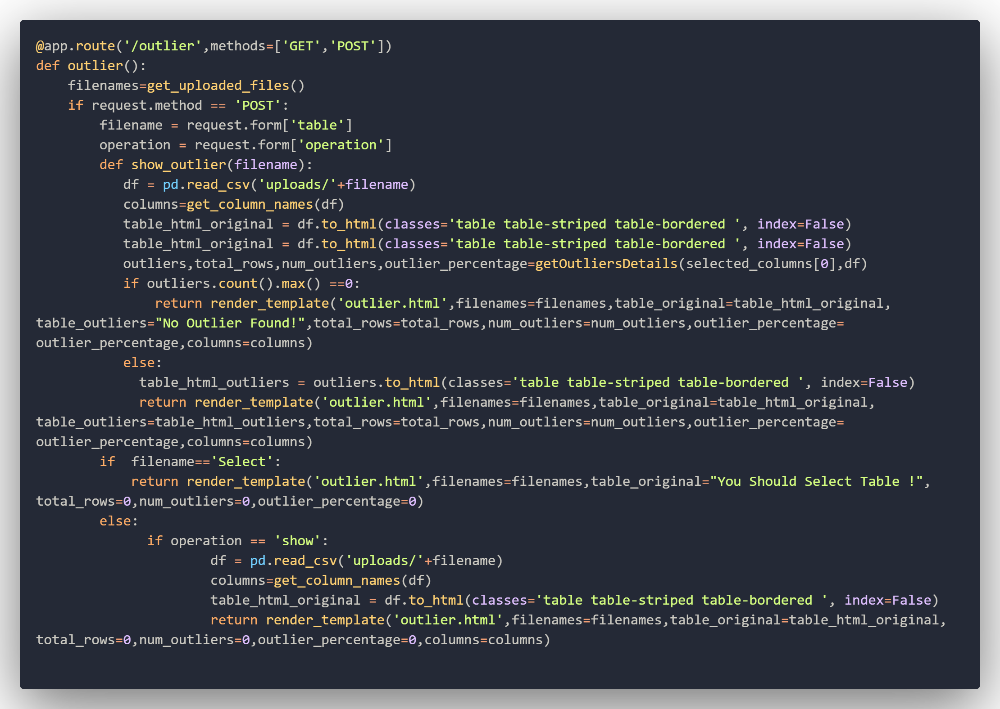 @app.route('/outlier',methods=['GET','POST'])
def outlier():
    filenames=get_uploaded_files()
    if request.method == 'POST':
        filename = request.form['table']
        operation = request.form['operation']
        def show_outlier(filename):
           df = pd.read_csv('uploads/'+filename)
           columns=get_column_names(df)
           table_html_original = df.to_html(classes='table table-striped table-bordered ', index=False)
           table_html_original = df.to_html(classes='table table-striped table-bordered ', index=False)
           outliers,total_rows,num_outliers,outlier_percentage=getOutliersDetails(selected_columns[0],df)
           if outliers.count().max() ==0:
               return render_template('outlier.html',filenames=filenames,table_original=table_html_original,
table_outliers="No Outlier Found!",total_rows=total_rows,num_outliers=num_outliers,outlier_percentage=
outlier_percentage,columns=columns)
           else:
             table_html_outliers = outliers.to_html(classes='table table-striped table-bordered ', index=False)
             return render_template('outlier.html',filenames=filenames,table_original=table_html_original,
table_outliers=table_html_outliers,total_rows=total_rows,num_outliers=num_outliers,outlier_percentage=
outlier_percentage,columns=columns)
        if  filename=='Select':
            return render_template('outlier.html',filenames=filenames,table_original="You Should Select Table !",
total_rows=0,num_outliers=0,outlier_percentage=0)
        else:
              if operation == 'show':
                      df = pd.read_csv('uploads/'+filename)
                      columns=get_column_names(df)
                      table_html_original = df.to_html(classes='table table-striped table-bordered ', index=False)
                      return render_template('outlier.html',filenames=filenames,table_original=table_html_original,
total_rows=0,num_outliers=0,outlier_percentage=0,columns=columns)